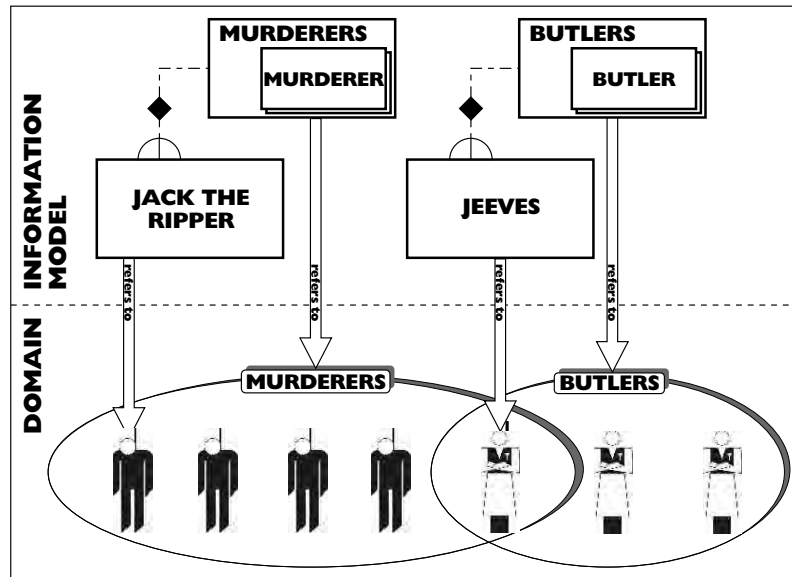 INFORMATION
MODEL
MURDERERS
MURDERER
BUTLERS
BUTLER
JACK THE
RIPPER
JEEVES
refers to
refers to
refers to
refers to
DOMAIN
MURDERERS
BUTLERS